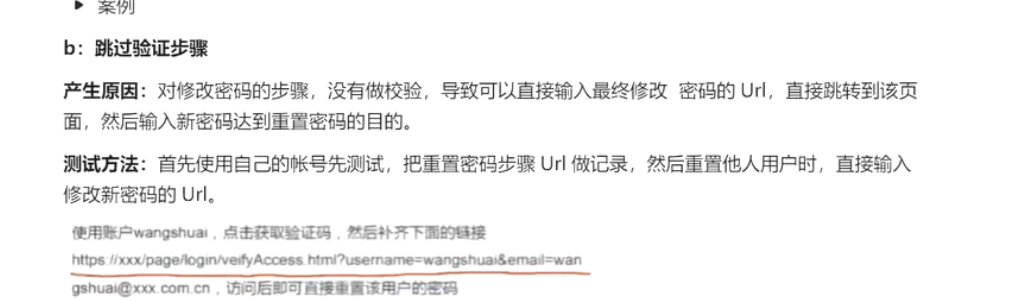 ▶ 案例
b：跳过验证步骤
产生原因：对修改密码的步骤，没有做校验，导致可以直接输入最终修改 密码的 Url，直接跳转到该页
面，然后输入新密码达到重置密码的目的。
测试方法：首先使用自己的帐号先测试，把重置密码步骤 Url 做记录，然后重置他人用户时，直接输入
修改新密码的 Url。
使用账户wangshuai，点击获取验证码，然后补齐下面的链接
https://xxx/page/login/veifyAccess.html?username=wangshuai&email=wan
gshuai@xxx.com.cn，访问后即可直接重置该用户的密码